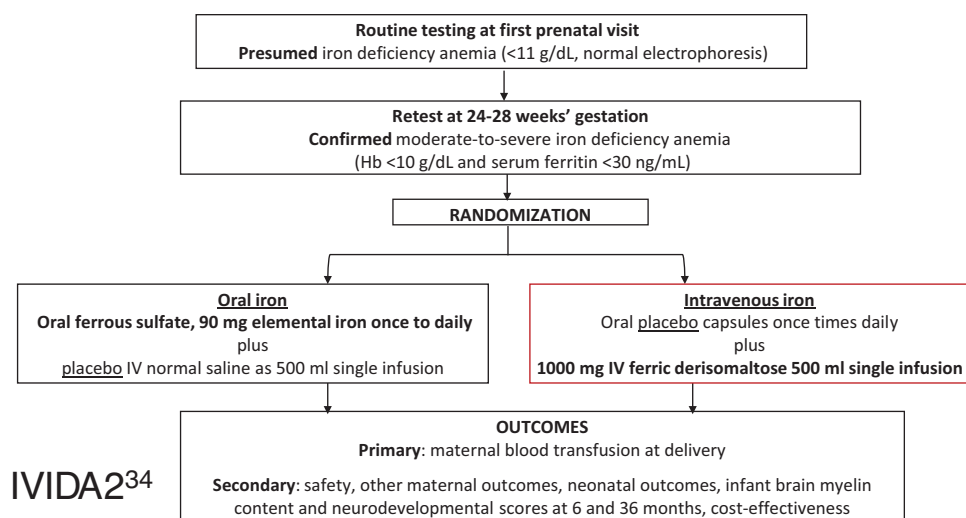 Routine testing at first prenatal visit
Presumed iron deficiency anemia (<11 g/dL, normal electrophoresis)
Retest at 24-28 weeks' gestation
Confirmed moderate-to-severe iron deficiency anemia
(Hb <10 g/dL and serum ferritin <30 ng/mL)
RANDOMIZATION
Oral iron
Oral ferrous sulfate, 90 mg elemental iron once to daily
plus
placebo IV normal saline as 500 ml single infusion
Intravenous iron
Oral placebo capsules once times daily
plus
1000 mg IV ferric derisomaltose 500 ml single infusion
OUTCOMES
Primary: maternal blood transfusion at delivery
Secondary: safety, other maternal outcomes, neonatal outcomes, infant brain myelin
content and neurodevelopmental scores at 6 and 36 months, cost-effectiveness
IVIDA2³⁴